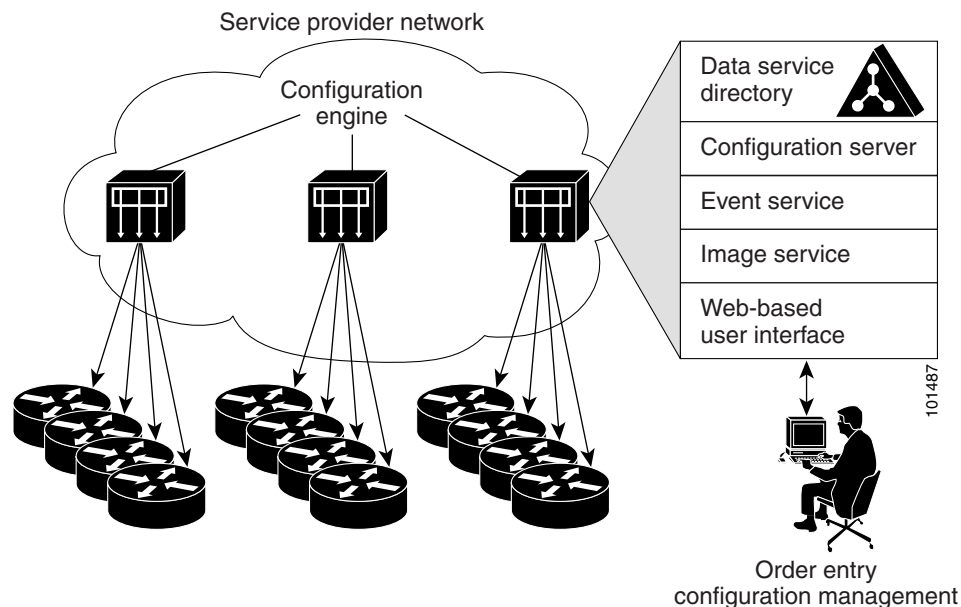 Service provider network
Configuration
engine
Data service
directory
Configuration server
Event service
Image service
Web-based
user interface
101487
Order entry
configuration management